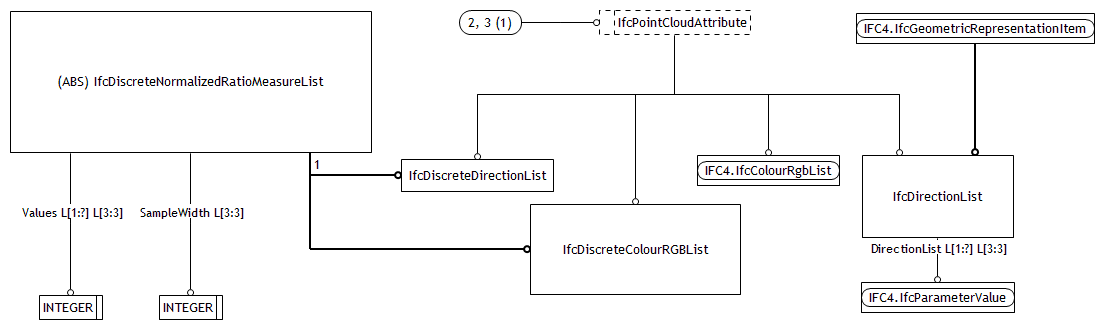 2, 3 (1)
IfcPointCloudAttribute
IFC4.IfcGeometricRepresentationItem
(ABS) IfcDiscreteNormalizedRatioMeasureList
1
IfcDiscreteDirectionList
IFC4.IfcColourRgbList
IfcDirectionList
Values L[1:?] L[3:3]
SampleWidth L[3:3]
IfcDiscreteColourRGBList
DirectionList L[1:?] L[3:3]
INTEGER
INTEGER
IFC4.IfcParameterValue